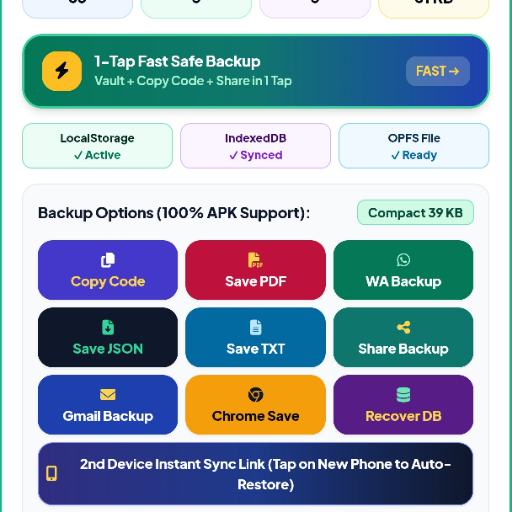 1-Tap Fast Safe Backup
Vault + Copy Code + Share in 1 Tap
FAST →
LocalStorage
✓ Active
IndexedDB
✓ Synced
OPFS File
✓ Ready
Backup Options (100% APK Support):
Compact 39 KB
Copy Code
PDF
Save PDF
WA Backup
Save JSON
Save TXT
Share Backup
Gmail Backup
Chrome Save
Recover DB
2nd Device Instant Sync Link (Tap on New Phone to Auto-
Restore)